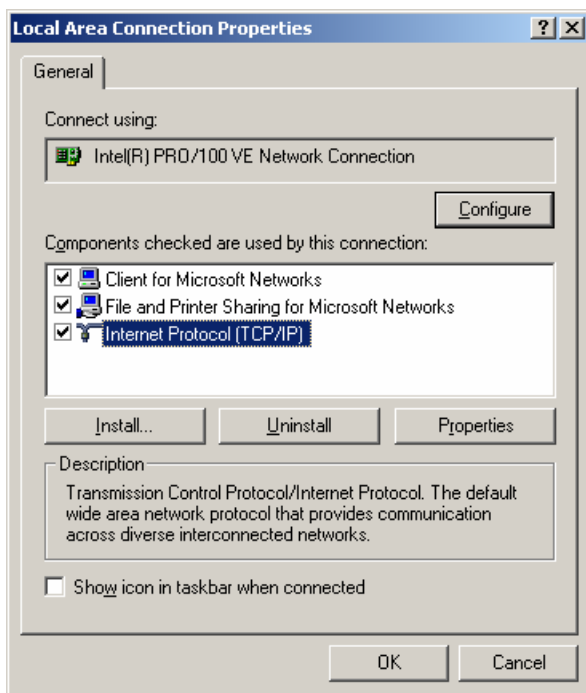 Local Area Connection Properties
General
Connect using:
Intel(R) PRO/100 VE Network Connection
Configure
Components checked are used by this connection:
Client for Microsoft Networks
File and Printer Sharing for Microsoft Networks
Internet Protocol (TCP/IP)
Install... Uninstall Properties
Description
Transmission Control Protocol/Internet Protocol. The default
wide area network protocol that provides communication
across diverse interconnected networks.
Show icon in taskbar when connected
OK Cancel